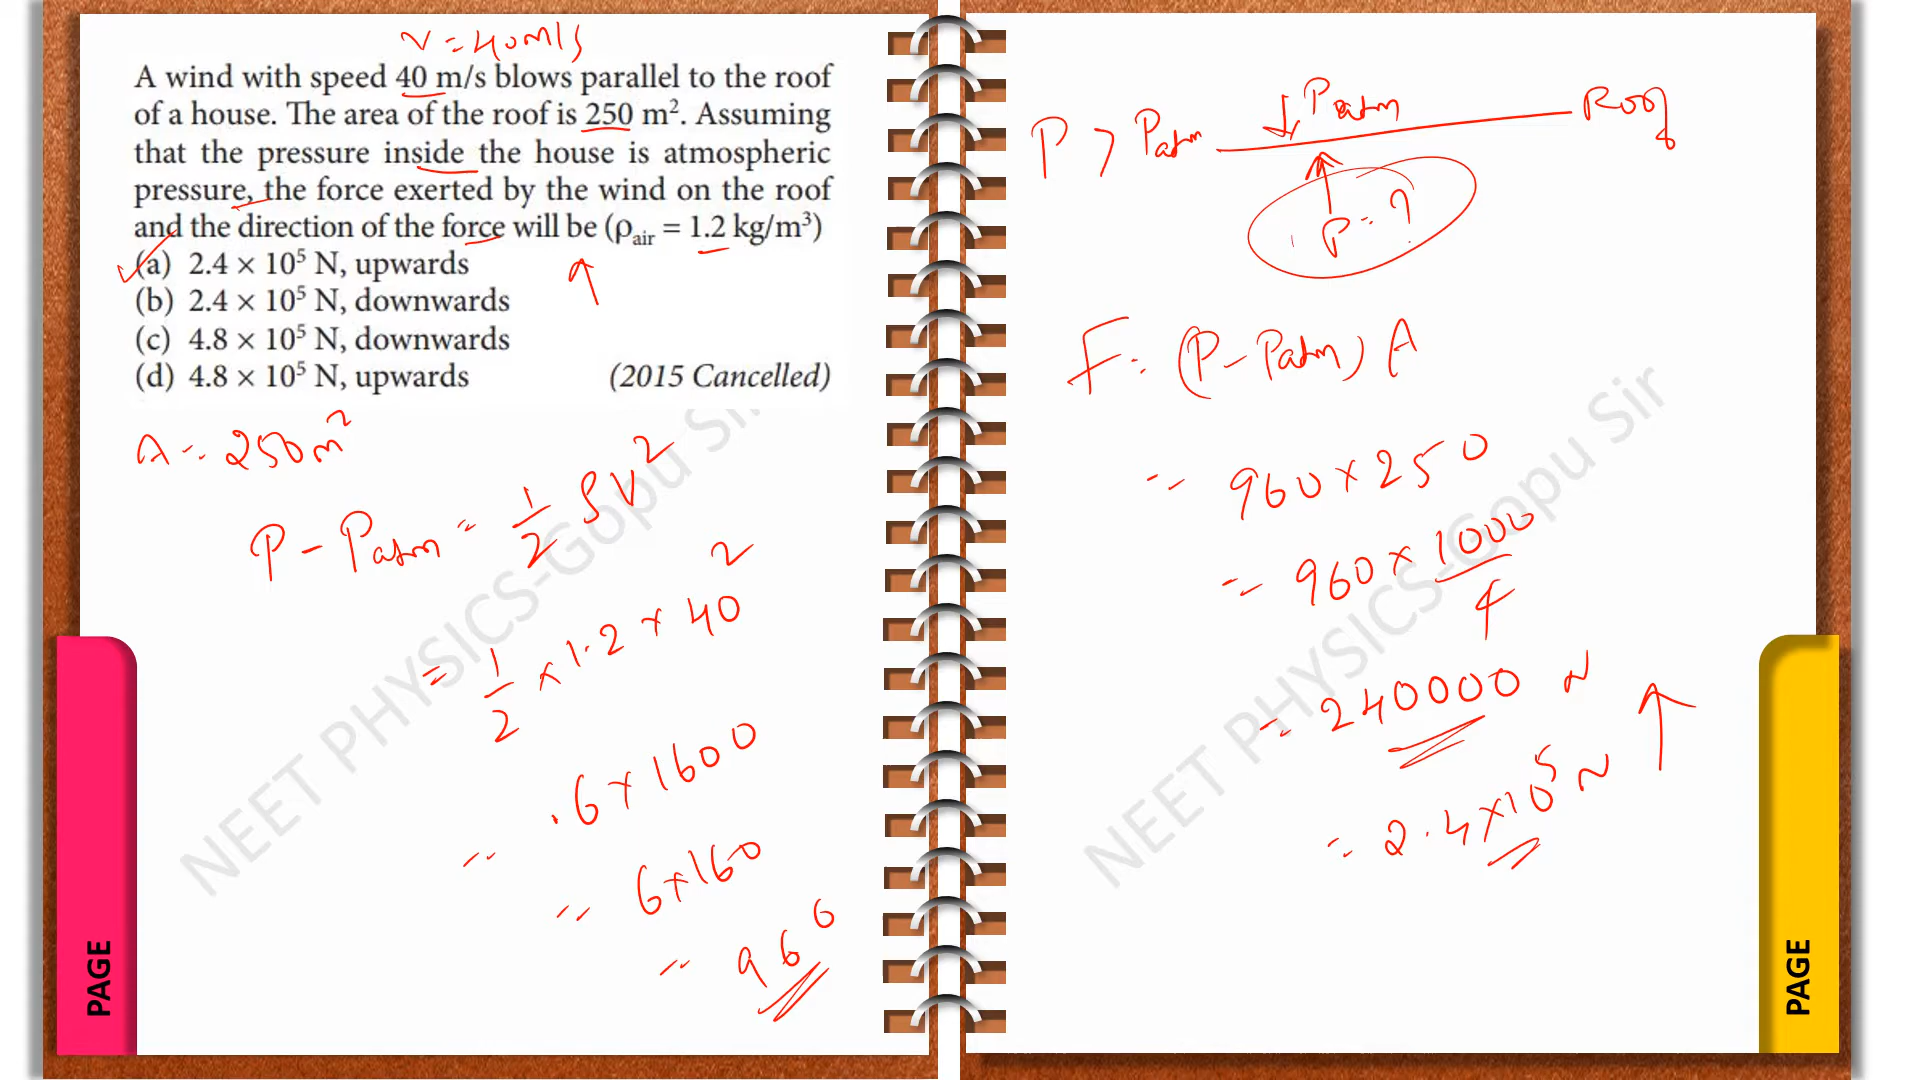 v = 40m/s
A wind with speed 40 m/s blows parallel to the roof
of a house. The area of the roof is 250 m². Assuming
that the pressure inside the house is atmospheric
pressure, the force exerted by the wind on the roof
and the direction of the force will be (ρair = 1.2 kg/m³)
(a) 2.4 × 10⁵ N, upwards
(b) 2.4 × 10⁵ N, downwards
(c) 4.8 × 10⁵ N, downwards
(d) 4.8 × 10⁵ N, upwards (2015 Cancelled)
A = 250m²
P - Patm = 1/2 ρV²
= 1/2 × 1.2 × 40²
= .6 × 1600
= 6×160
= 960
NEET PHYSICS-Gopu Sir
PAGE
↓ Patm Roof
P > Patm
↑ P = ?
F = (P - Patm) A
= 960 × 250
= 960 × 1000/4
= 240000 N ↑
= 2.4×10⁵ N
NEET PHYSICS-Gopu Sir
PAGE